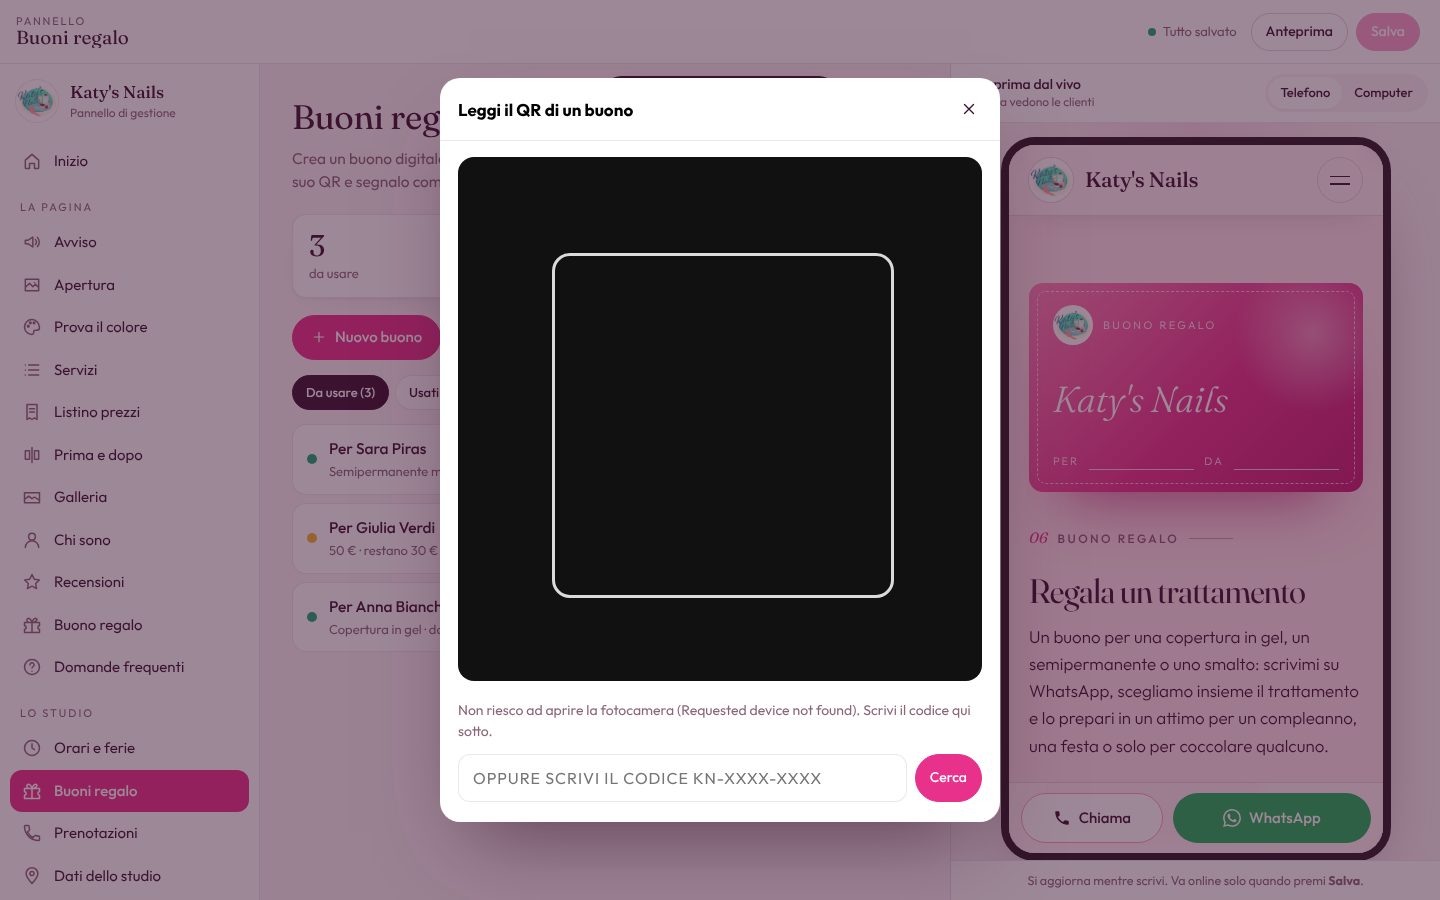 PANNELLO
Buoni regalo
Tutto salvato
Anteprima
Salva
Katy's Nails
Pannello di gestione
Inizio
LA PAGINA
Avviso
Apertura
Prova il colore
Servizi
Listino prezzi
Prima e dopo
Galleria
Chi sono
Recensioni
Buono regalo
Domande frequenti
LO STUDIO
Orari e ferie
Buoni regalo
Prenotazioni
Dati dello studio
Buoni reg
Crea un buono digitale
suo QR e segnalo com
3
da usare
Nuovo buono
Da usare (3)
Usati
Per Sara Piras
Semipermanente m
Per Giulia Verdi
50 € · restano 30 €
Per Anna Bianch
Copertura in gel · do
Leggi il QR di un buono
Non riesco ad aprire la fotocamera (Requested device not found). Scrivi il codice qui
sotto.
OPPURE SCRIVI IL CODICE KN-XXXX-XXXX
Cerca
prima dal vivo
a vedono le clienti
Telefono
Computer
Katy's Nails
BUONO REGALO
Katy's Nails
PER
DA
06 BUONO REGALO
Regala un trattamento
Un buono per una copertura in gel, un
semipermanente o uno smalto: scrivimi su
WhatsApp, scegliamo insieme il trattamento
e lo prepari in un attimo per un compleanno,
una festa o solo per coccolare qualcuno.
Chiama
WhatsApp
Si aggiorna mentre scrivi. Va online solo quando premi Salva.